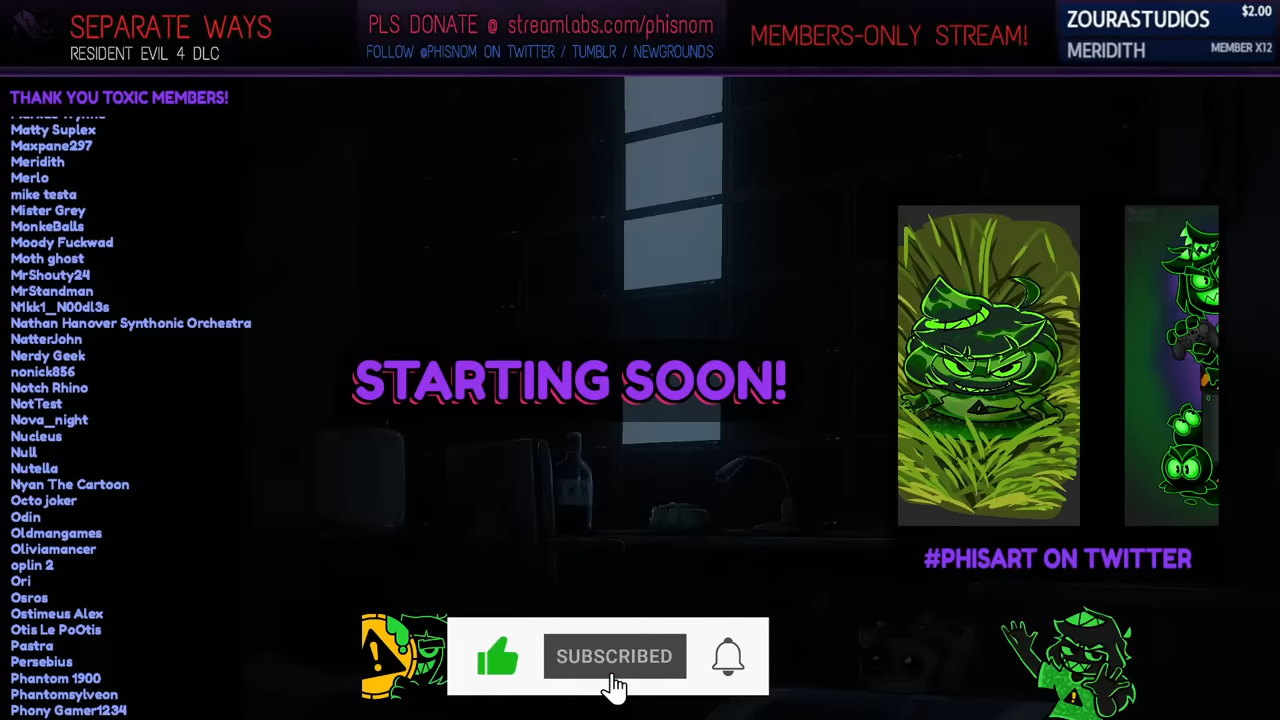 SEPARATE WAYS
RESIDENT EVIL 4 DLC
PLS DONATE @ streamlabs.com/phisnom
FOLLOW @PHISNOM ON TWITTER / TUMBLR / NEWGROUNDS
MEMBERS-ONLY STREAM!
ZOURASTUDIOS $2.00
MERIDITH MEMBER X12
THANK YOU TOXIC MEMBERS!
Matty Suplex
Maxpane297
Meridith
Merlo
mike testa
Mister Grey
MonkeBalls
Moody Fuckwad
Moth ghost
MrShouty24
MrStandman
N1kk1_N00dl3s
Nathan Hanover Synthonic Orchestra
NatterJohn
Nerdy Geek
nonick856
Notch Rhino
NotTest
Nova_night
Nucleus
Null
Nutella
Nyan The Cartoon
Octo joker
Odin
Oldmangames
Oliviamancer
oplin 2
Ori
Osros
Ostimeus Alex
Otis Le PoOtis
Pastra
Persebius
Phantom 1900
Phantomsylveon
Phony Gamer1234
STARTING SOON!
#PHISART ON TWITTER
SUBSCRIBED